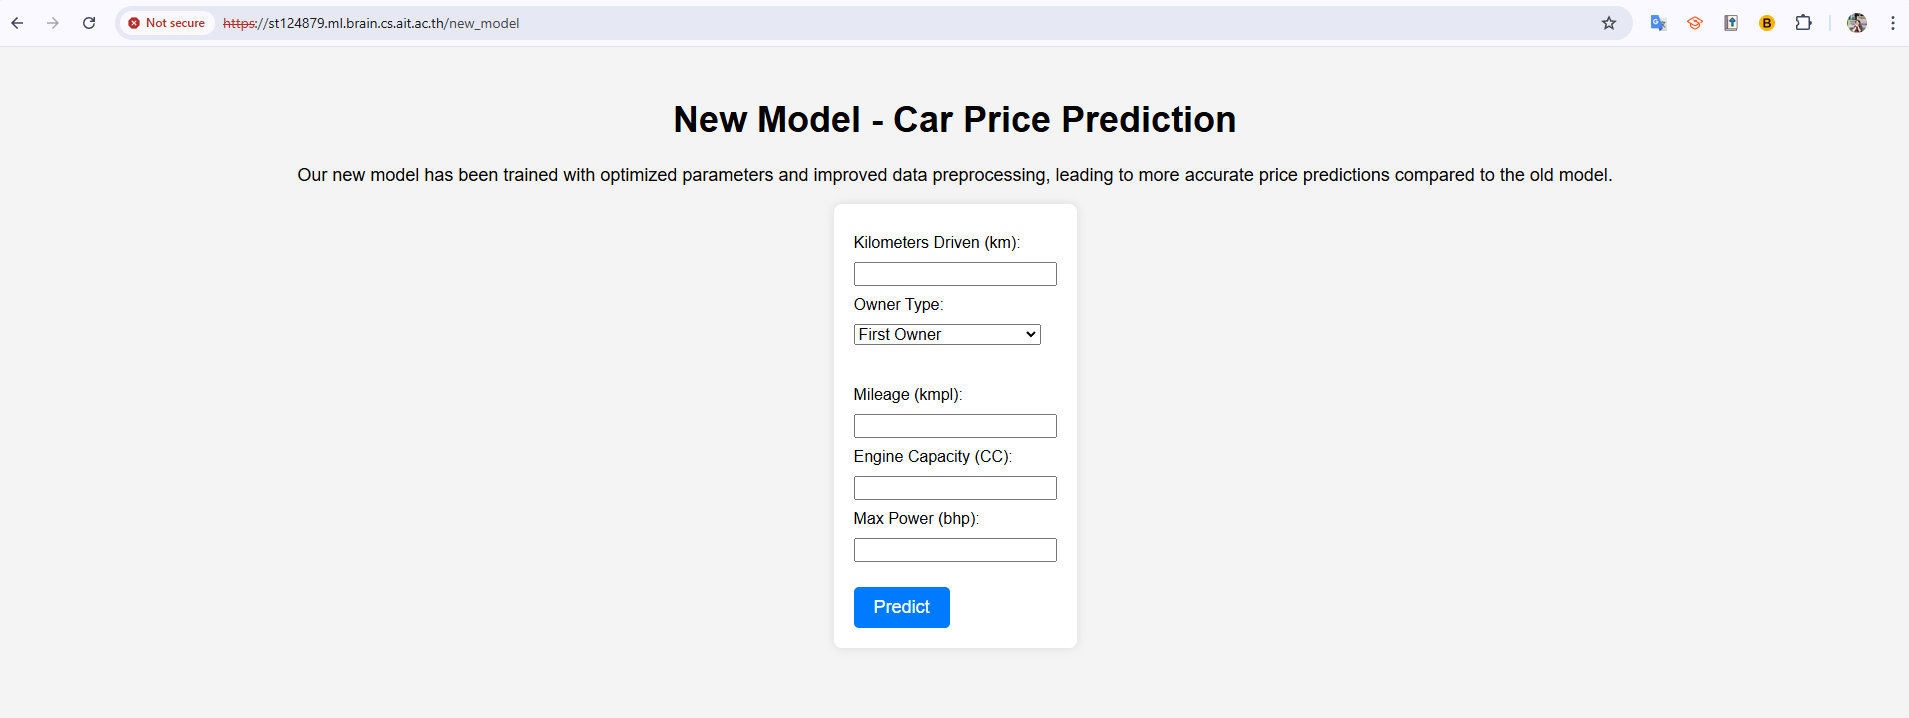 Not secure https://st124879.ml.brain.cs.ait.ac.th/new_model
New Model - Car Price Prediction
Our new model has been trained with optimized parameters and improved data preprocessing, leading to more accurate price predictions compared to the old model.
Kilometers Driven (km):
Owner Type:
First Owner
Mileage (kmpl):
Engine Capacity (CC):
Max Power (bhp):
Predict